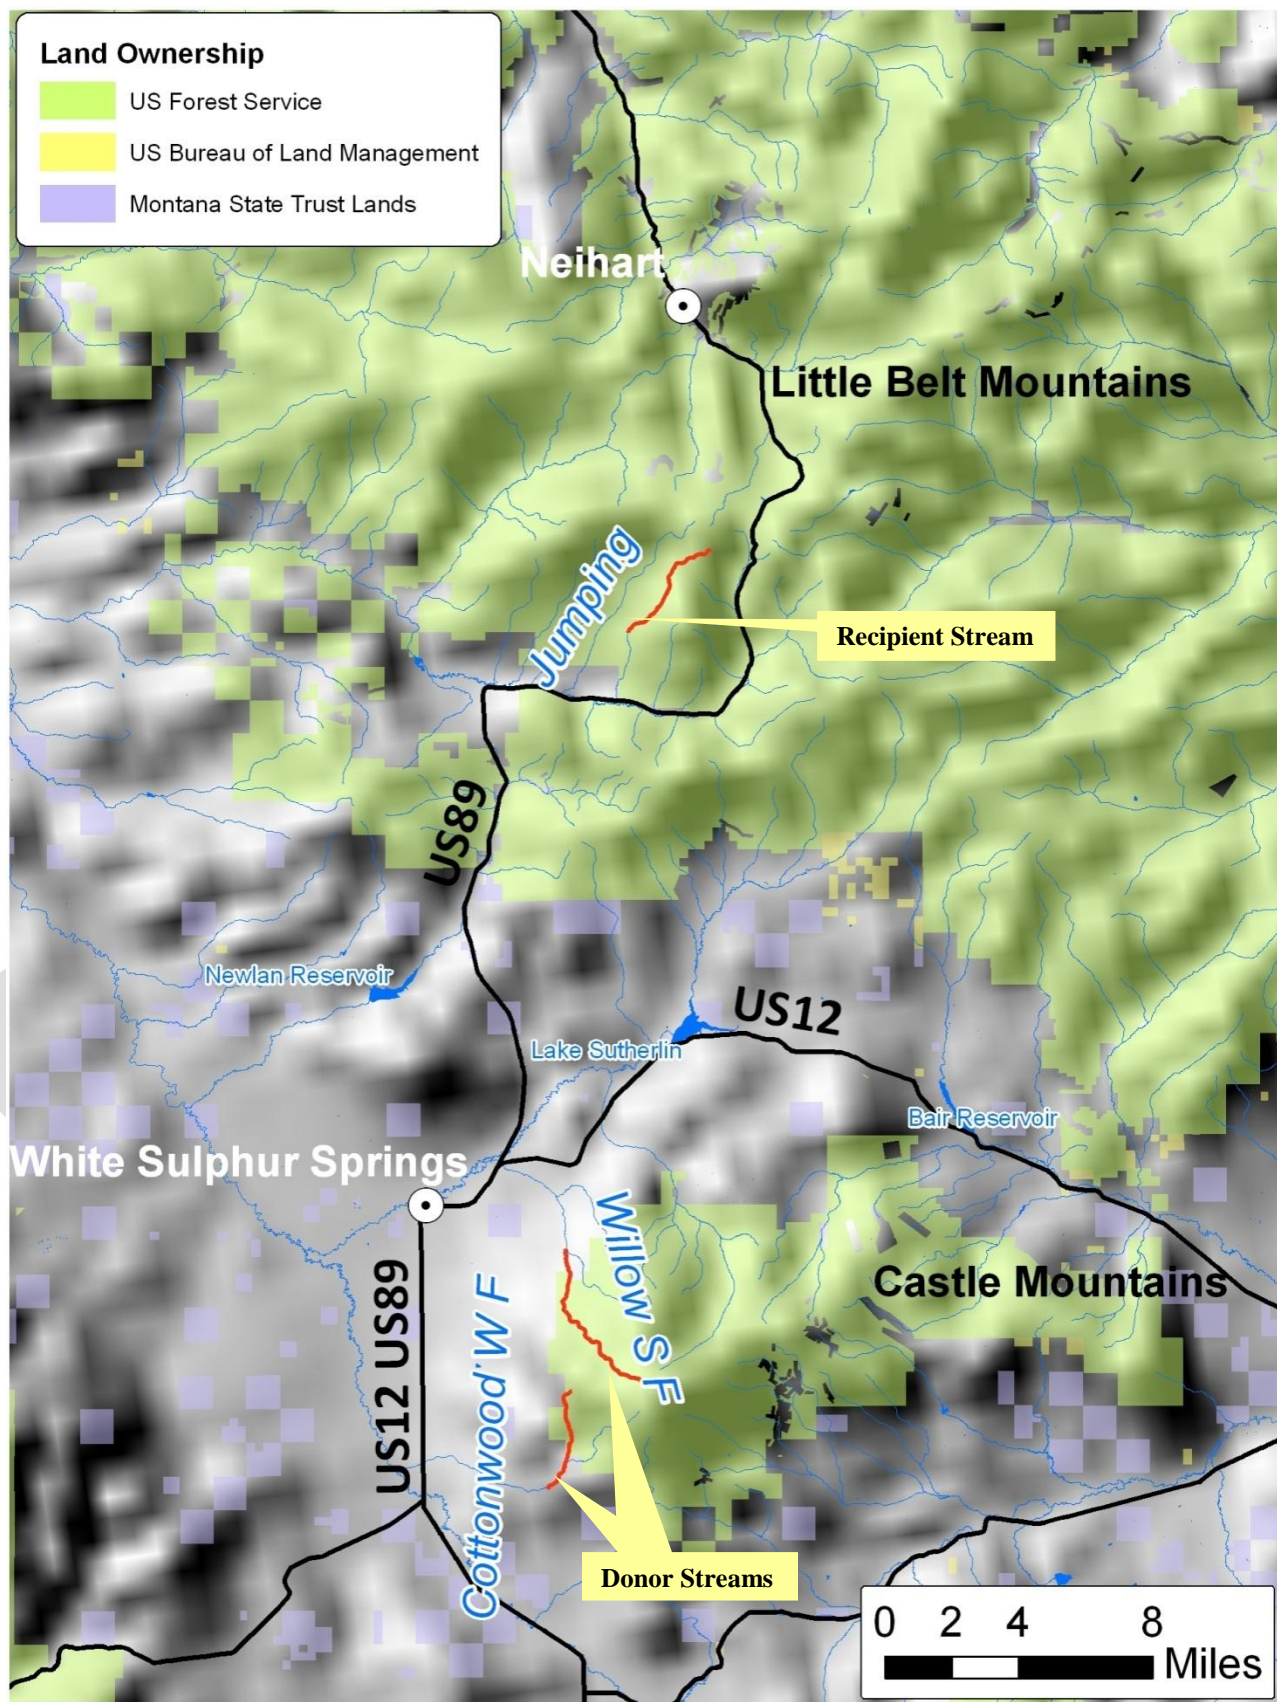 Land Ownership
US Forest Service
US Bureau of Land Management
Montana State Trust Lands
Neihart
Little Belt Mountains
Jumping
Recipient Stream
US89
Newlan Reservoir
US12
Lake Sutherlin
Bair Reservoir
White Sulphur Springs
Willow S F
Castle Mountains
US12 US89
Cottonwood W F
Donor Streams
0 2 4 8
Miles